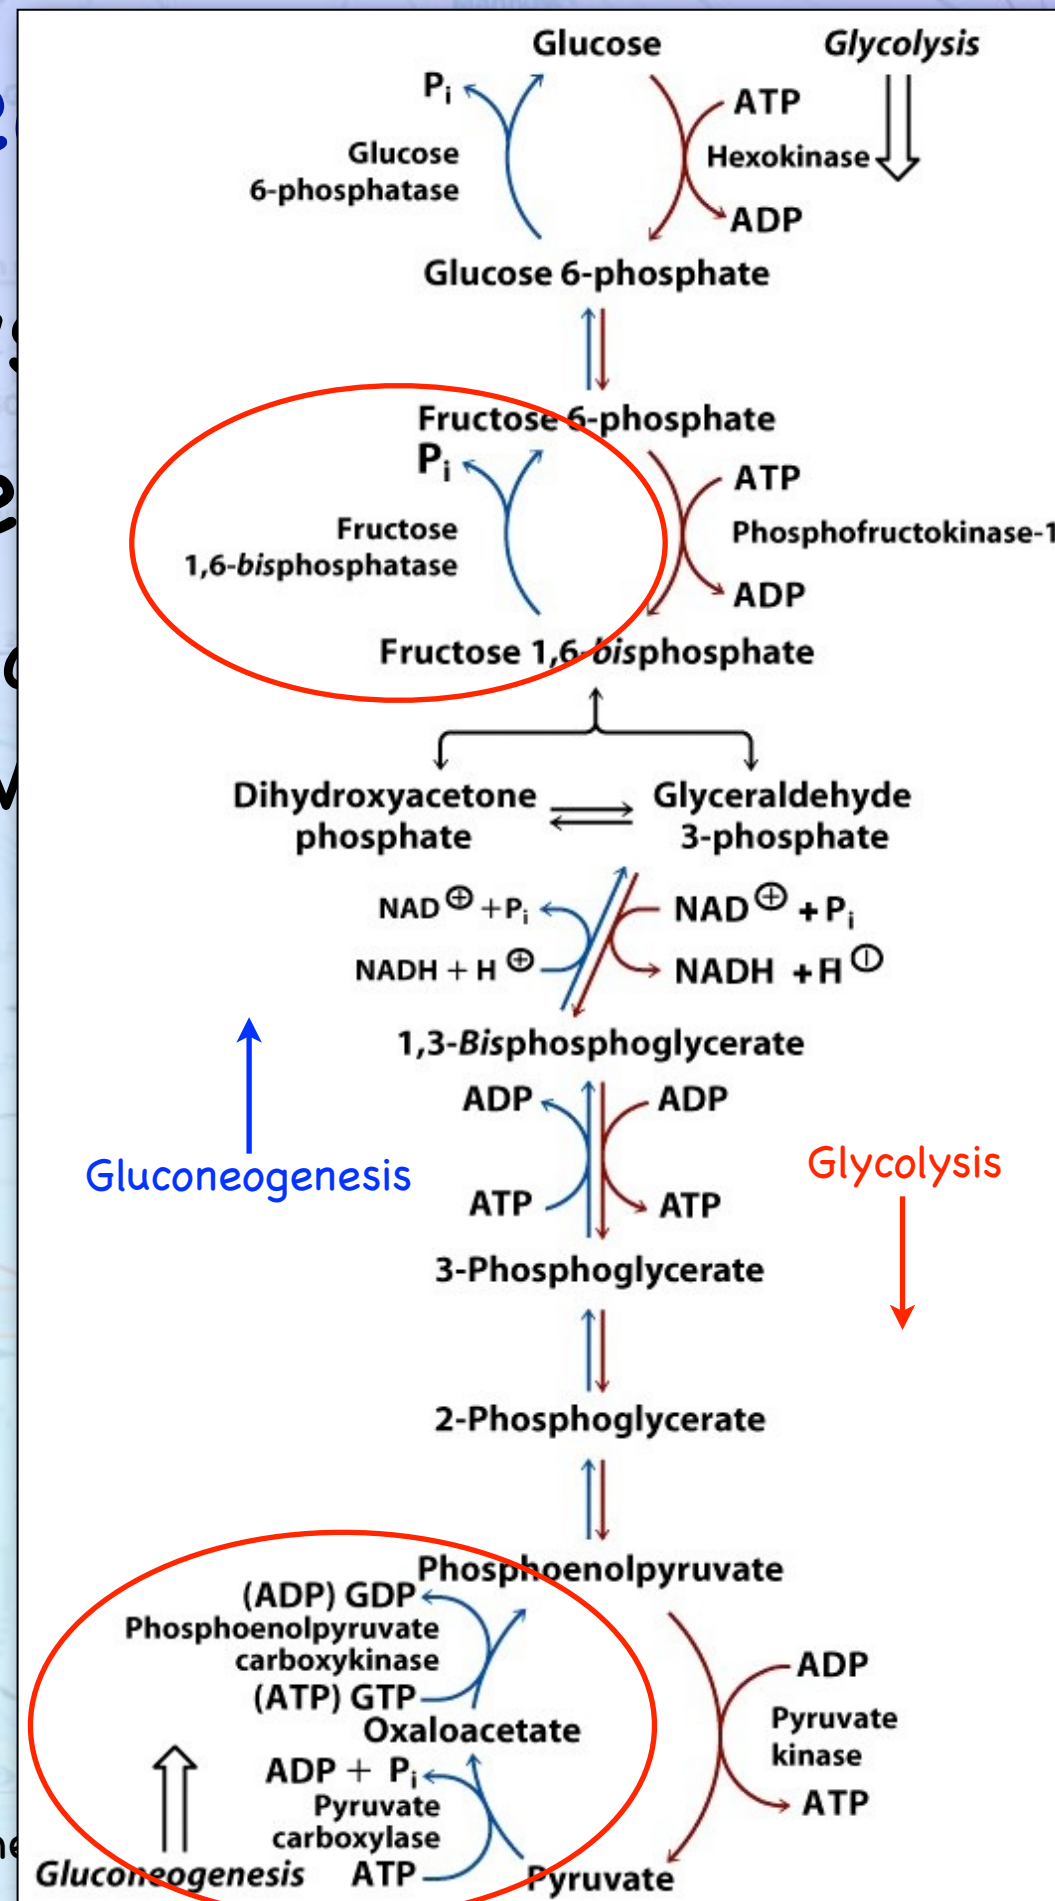 Glucose
Glycolysis
Pi
ATP
Glucose
6-phosphatase
Hexokinase
ADP
Glucose 6-phosphate
Fructose 6-phosphate
Pi
ATP
Fructose
1,6-bisphosphatase
Phosphofructokinase-1
ADP
Fructose 1,6-bisphosphate
Dihydroxyacetone
phosphate
Glyceraldehyde
3-phosphate
NAD⊕ +Pi
NAD⊕ + Pi
NADH + H⊕
NADH + H
1,3-Bisphosphoglycerate
ADP
ADP
Gluconeogenesis
Glycolysis
ATP
ATP
3-Phosphoglycerate
2-Phosphoglycerate
Phosphoenolpyruvate
(ADP) GDP
Phosphoenolpyruvate
carboxykinase
(ATP) GTP
ADP
Oxaloacetate
Pyruvate
kinase
ADP + Pi
Pyruvate
carboxylase
ATP
ATP
Gluconeogenesis
Pyruvate